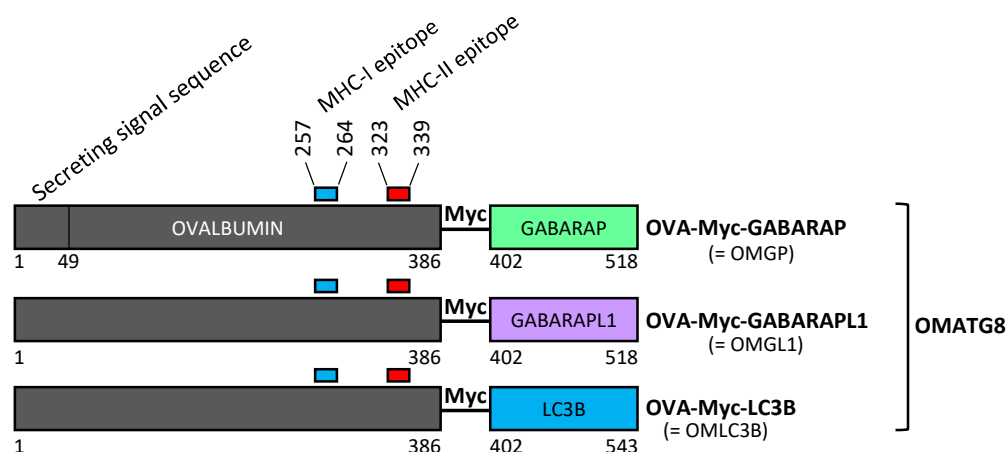 Secreting signal sequence
MHC-I epitope
MHC-II epitope
257
264
323
339
OVALBUMIN
Myc
GABARAP
OVA-Myc-GABARAP
(= OMGP)
1
49
386
402
518
Myc
GABARAPL1
OVA-Myc-GABARAPL1
(= OMGL1)
1
386
402
518
OMATG8
Myc
LC3B
OVA-Myc-LC3B
(= OMLC3B)
1
386
402
543